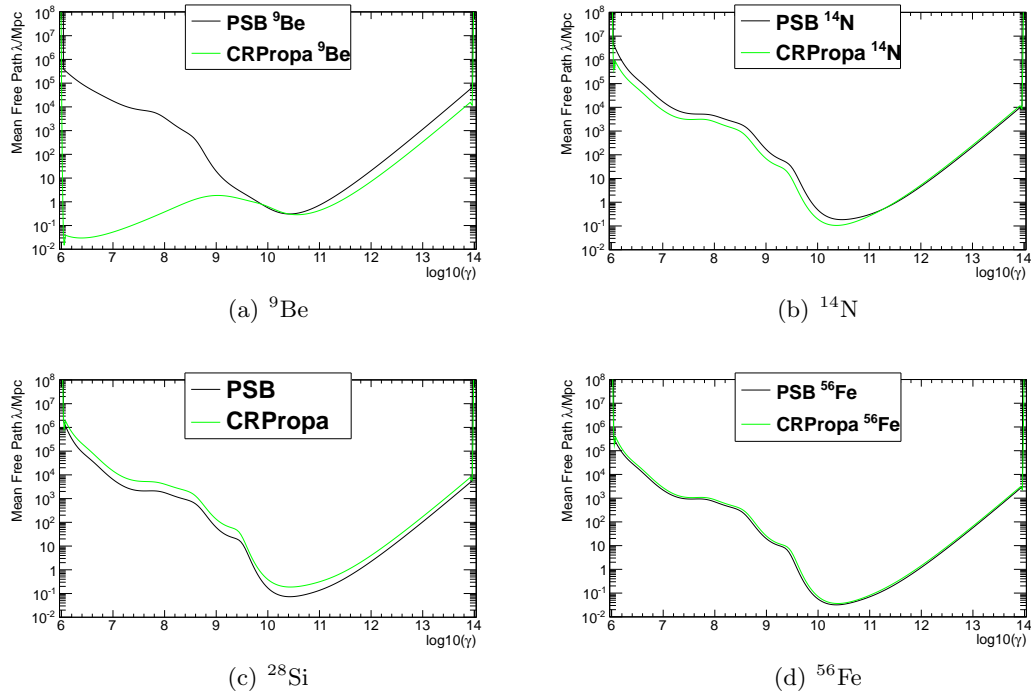 Mean Free Path λ/Mpc
10⁸
10⁷
10⁶
10⁵
10⁴
10³
10²
10
1
10⁻¹
10⁻²
PSB ⁹Be
CRPropa ⁹Be
6 7 8 9 10 11 12 13 14
log10(γ)
(a) ⁹Be
Mean Free Path λ/Mpc
10⁸
10⁷
10⁶
10⁵
10⁴
10³
10²
10
1
10⁻¹
10⁻²
PSB ¹⁴N
CRPropa ¹⁴N
6 7 8 9 10 11 12 13 14
log10(γ)
(b) ¹⁴N
Mean Free Path λ/Mpc
10⁸
10⁷
10⁶
10⁵
10⁴
10³
10²
10
1
10⁻¹
10⁻²
PSB
CRPropa
6 7 8 9 10 11 12 13 14
log10(γ)
(c) ²⁸Si
Mean Free Path λ/Mpc
10⁸
10⁷
10⁶
10⁵
10⁴
10³
10²
10
1
10⁻¹
10⁻²
PSB ⁵⁶Fe
CRPropa ⁵⁶Fe
6 7 8 9 10 11 12 13 14
log10(γ)
(d) ⁵⁶Fe